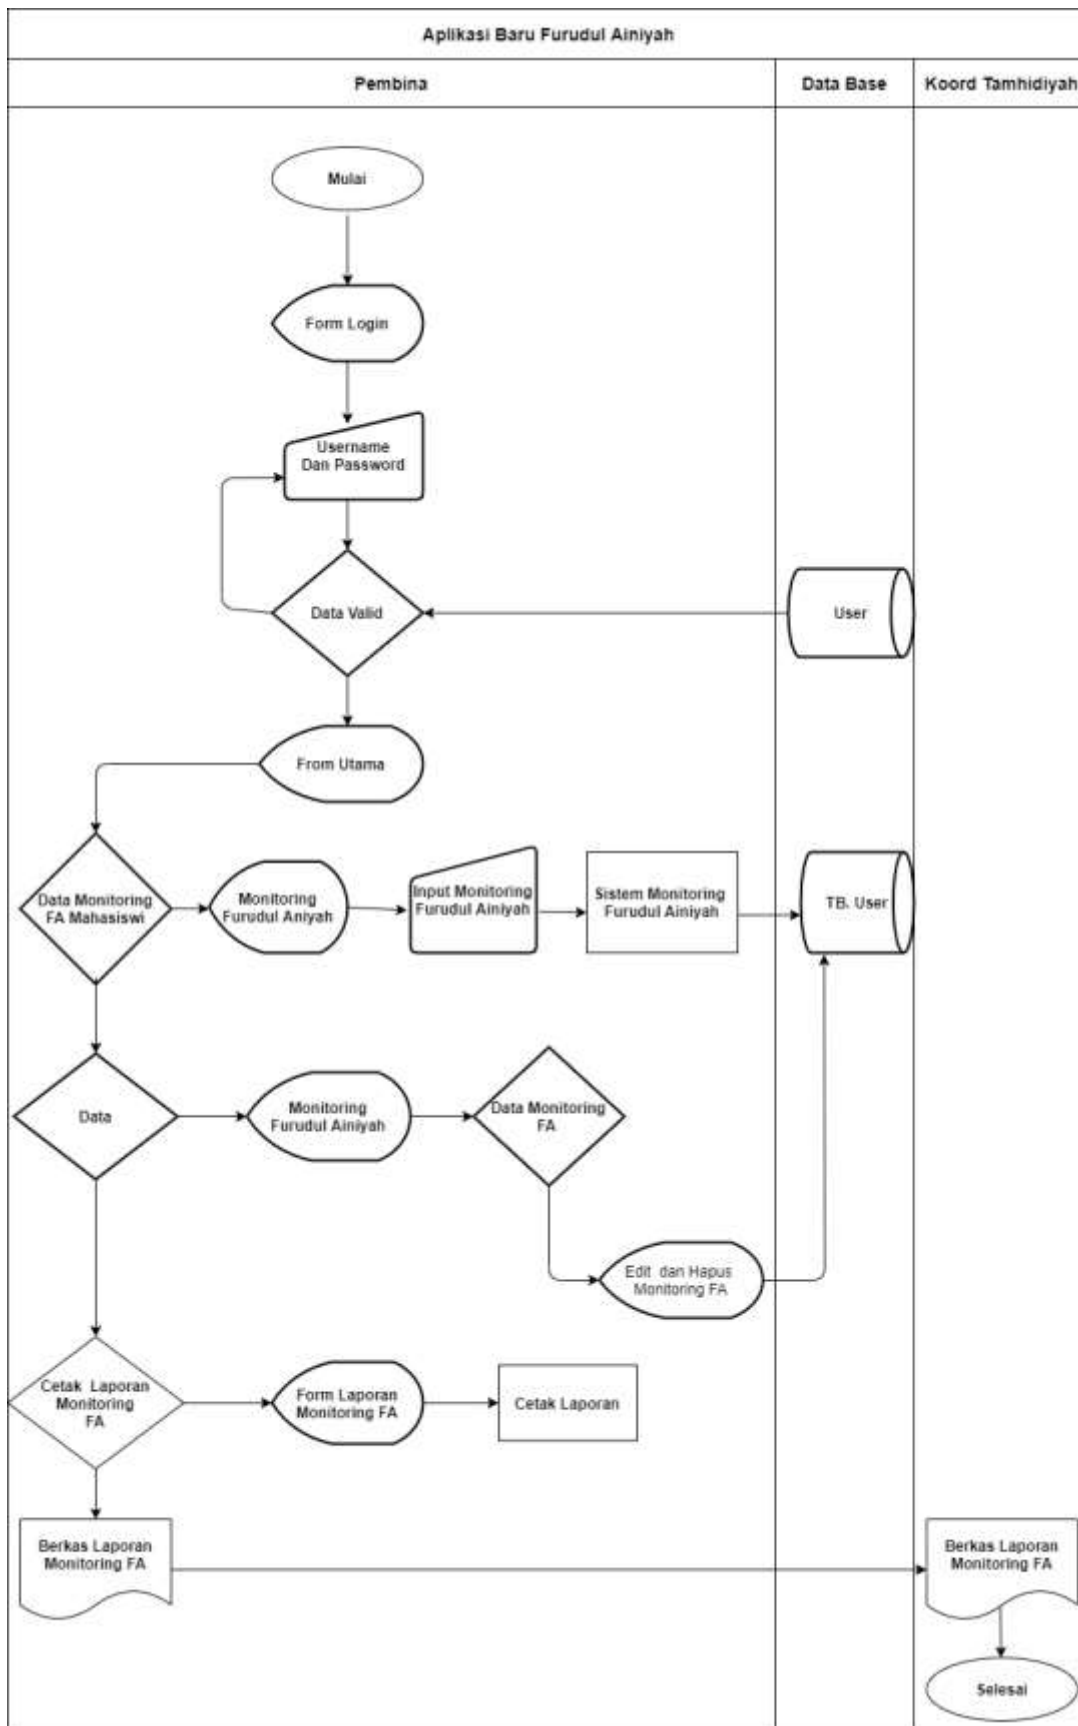 Aplikasi Baru Furudul Ainiyah
Pembina
Data Base
Koord Tamhidiyah
Mulai
Form Login
Username
Dan Password
Data Valid
User
From Utama
Data Monitoring
FA Mahasiswi
Monitoring
Furudul Aniyah
Input Monitoring
Furudul Ainiyah
Sistem Monitoring
Furudul Ainiyah
TB. User
Data
Monitoring
Furudul Ainiyah
Data Monitoring
FA
Edit dan Hapus
Monitoring FA
Cetak Laporan
Monitoring
FA
Form Laporan
Monitoring FA
Cetak Laporan
Berkas Laporan
Monitoring FA
Berkas Laporan
Monitoring FA
Selesai